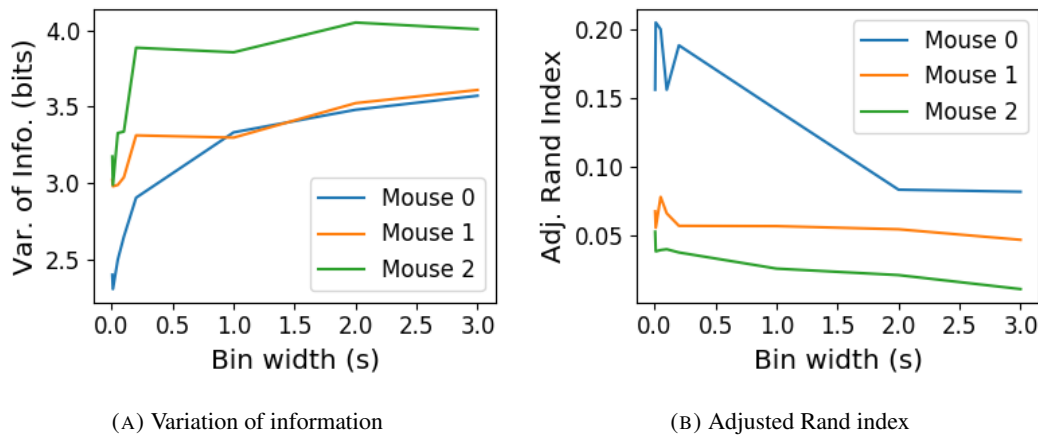 4.0
3.5
3.0
2.5
Var. of Info. (bits)
Mouse 0
Mouse 1
Mouse 2
0.0 0.5 1.0 1.5 2.0 2.5 3.0
Bin width (s)
(A) Variation of information
0.20
0.15
0.10
0.05
Adj. Rand Index
Mouse 0
Mouse 1
Mouse 2
0.0 0.5 1.0 1.5 2.0 2.5 3.0
Bin width (s)
(B) Adjusted Rand index